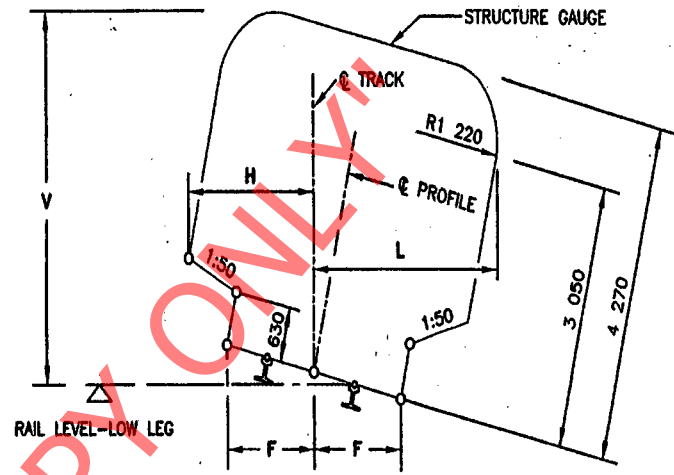 STRUCTURE GAUGE
℄ TRACK
R1 220
H
℄ PROFILE
V
L
1:50
1:50
630
3 050
4 270
RAIL LEVEL-LOW LEG
F
F
PY ONLY"